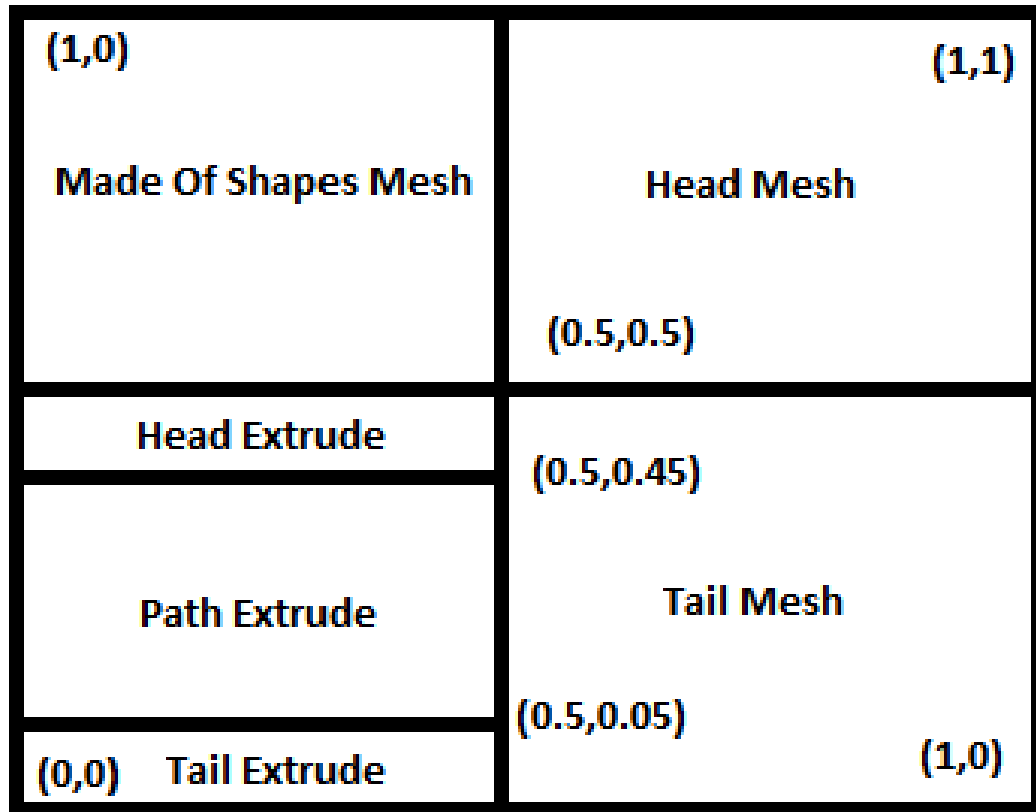 (1,0)
(1,1)
Made Of Shapes Mesh
Head Mesh
(0.5,0.5)
Head Extrude
(0.5,0.45)
Path Extrude
Tail Mesh
(0.5,0.05)
(1,0)
(0,0)
Tail Extrude